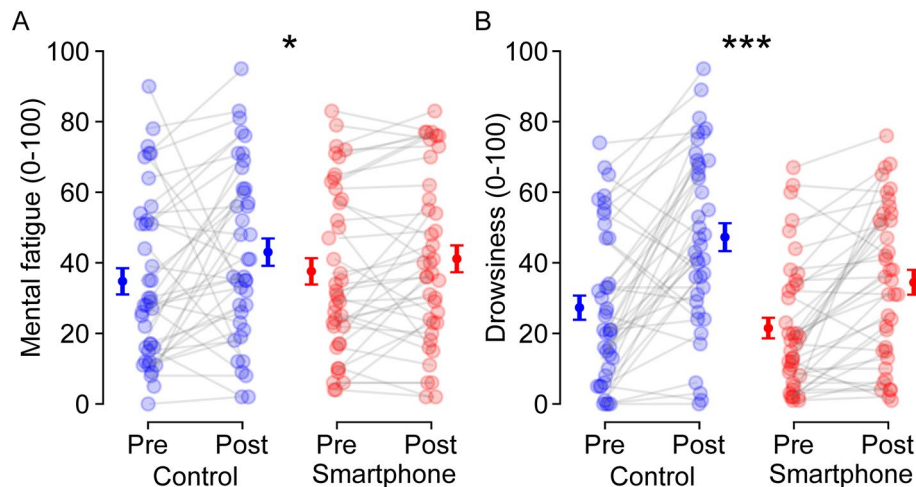 A
Mental fatigue (0-100)
100
80
60
40
20
0
*
Pre Post Pre Post
Control Smartphone
B
Drowsiness (0-100)
100
80
60
40
20
0
***
Pre Post Pre Post
Control Smartphone